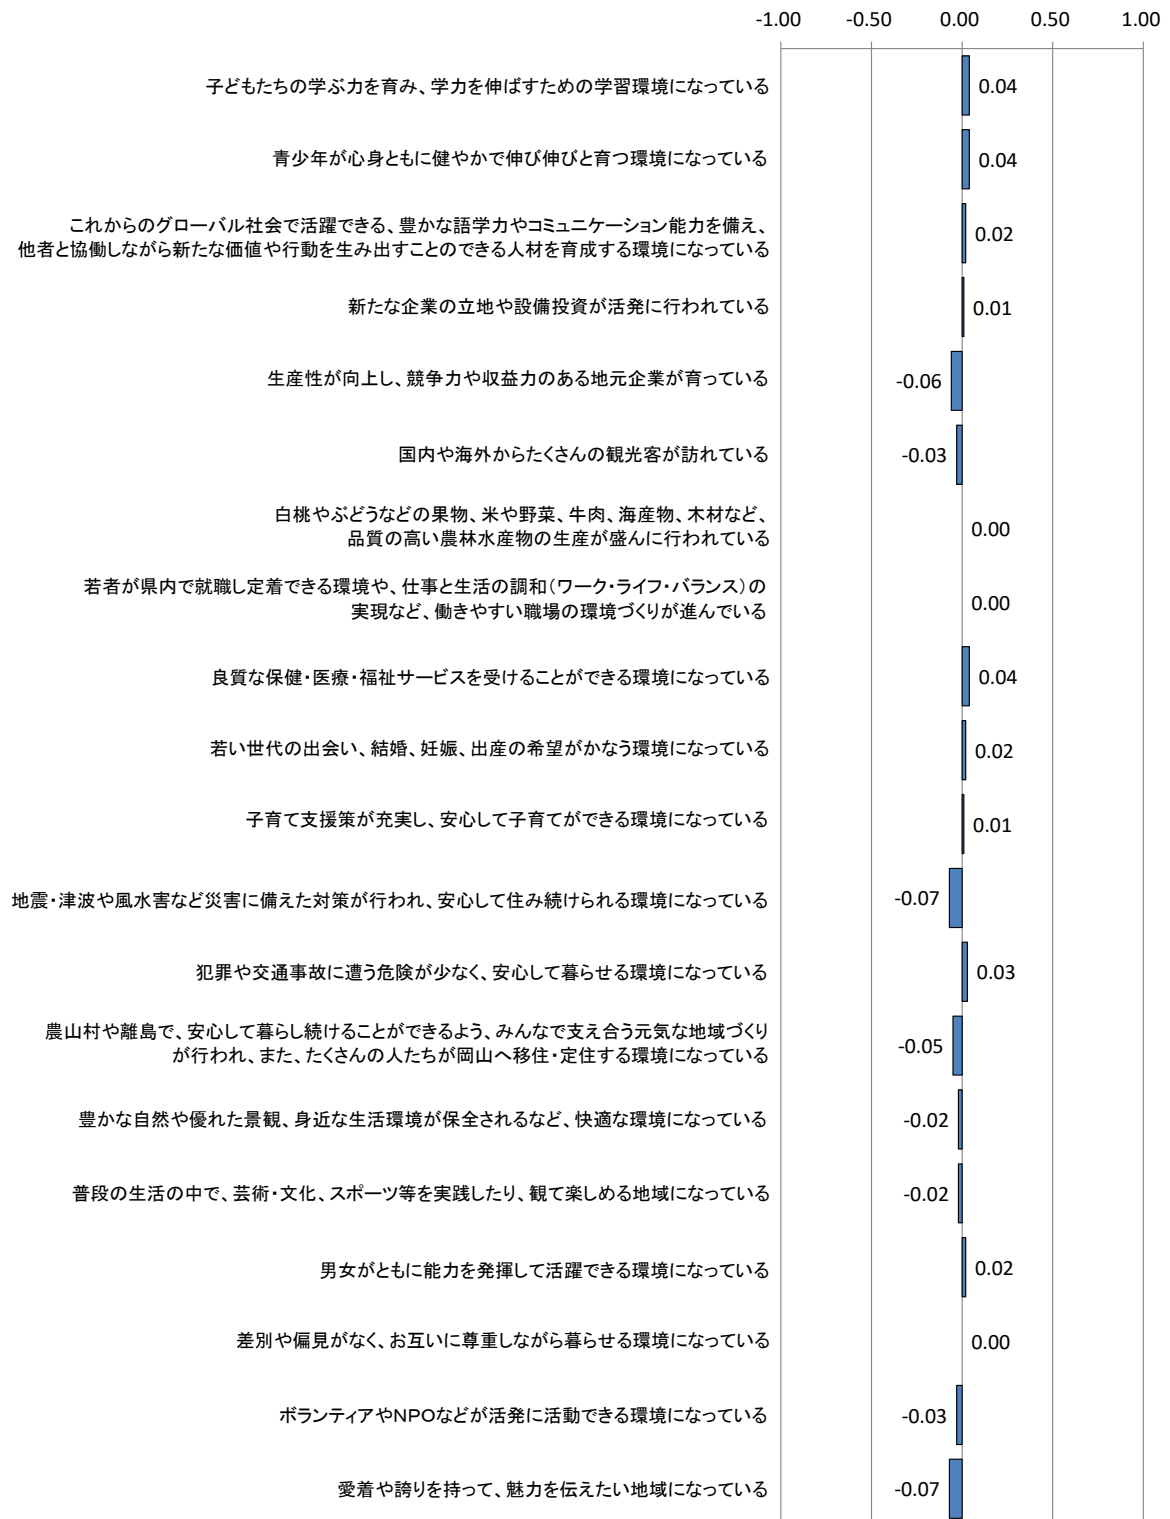 -1.00 -0.50 0.00 0.50 1.00
子どもたちの学ぶ力を育み、学力を伸ばすための学習環境になっている 0.04
青少年が心身ともに健やかで伸び伸びと育つ環境になっている 0.04
これからのグローバル社会で活躍できる、豊かな語学力やコミュニケーション能力を備え、
他者と協働しながら新たな価値や行動を生み出すことのできる人材を育成する環境になっている 0.02
新たな企業の立地や設備投資が活発に行われている 0.01
生産性が向上し、競争力や収益力のある地元企業が育っている -0.06
国内や海外からたくさんの観光客が訪れている -0.03
白桃やぶどうなどの果物、米や野菜、牛肉、海産物、木材など、
品質の高い農林水産物の生産が盛んに行われている 0.00
若者が県内で就職し定着できる環境や、仕事と生活の調和(ワーク・ライフ・バランス)の
実現など、働きやすい職場の環境づくりが進んでいる 0.00
良質な保健・医療・福祉サービスを受けることができる環境になっている 0.04
若い世代の出会い、結婚、妊娠、出産の希望がかなう環境になっている 0.02
子育て支援策が充実し、安心して子育てができる環境になっている 0.01
地震・津波や風水害など災害に備えた対策が行われ、安心して住み続けられる環境になっている -0.07
犯罪や交通事故に遭う危険が少なく、安心して暮らせる環境になっている 0.03
農山村や離島で、安心して暮らし続けることができるよう、みんなで支え合う元気な地域づくり
が行われ、また、たくさんの人たちが岡山へ移住・定住する環境になっている -0.05
豊かな自然や優れた景観、身近な生活環境が保全されるなど、快適な環境になっている -0.02
普段の生活の中で、芸術・文化、スポーツ等を実践したり、観て楽しめる地域になっている -0.02
男女がともに能力を発揮して活躍できる環境になっている 0.02
差別や偏見がなく、お互いに尊重しながら暮らせる環境になっている 0.00
ボランティアやNPOなどが活発に活動できる環境になっている -0.03
愛着や誇りを持って、魅力を伝えたい地域になっている -0.07